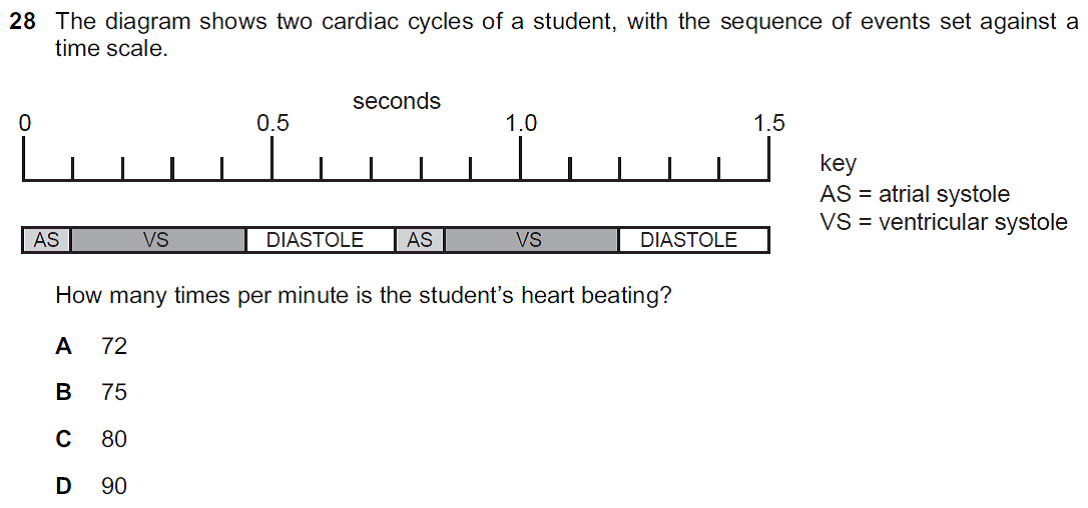 28 The diagram shows two cardiac cycles of a student, with the sequence of events set against a
time scale.
seconds
0 0.5 1.0 1.5
key
AS = atrial systole
VS = ventricular systole
AS VS DIASTOLE AS VS DIASTOLE
How many times per minute is the student’s heart beating?
A 72
B 75
C 80
D 90